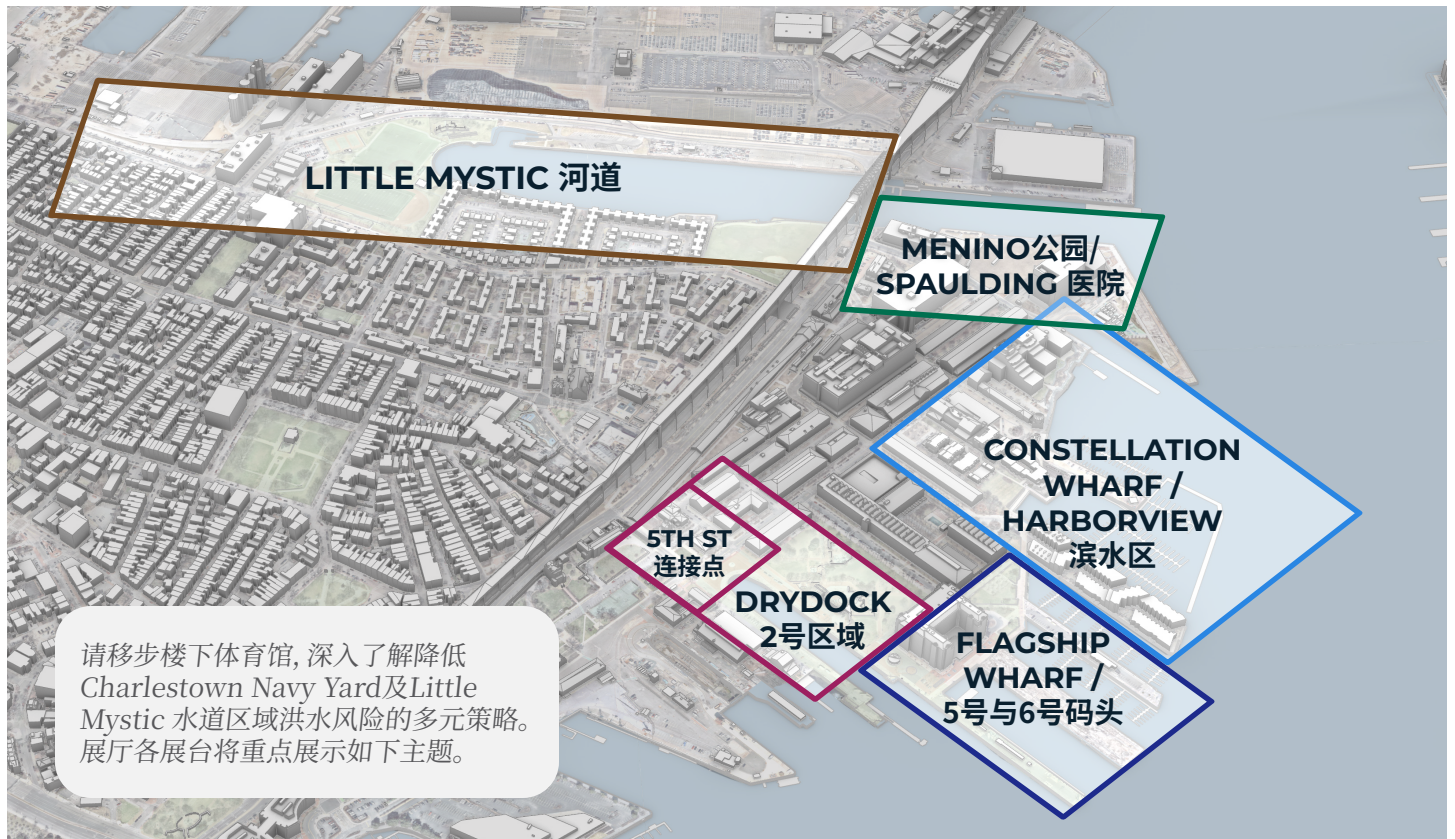 LITTLE MYSTIC 河道
MENINO公园/
SPAULDING 医院
CONSTELLATION
WHARF /
HARBORVIEW
滨水区
5TH ST
连接点
DRYDOCK
2号区域
FLAGSHIP
WHARF /
5号与6号码头
请移步楼下体育馆, 深入了解降低
Charlestown Navy Yard及Little
Mystic 水道区域洪水风险的多元策略。
展厅各展台将重点展示如下主题。